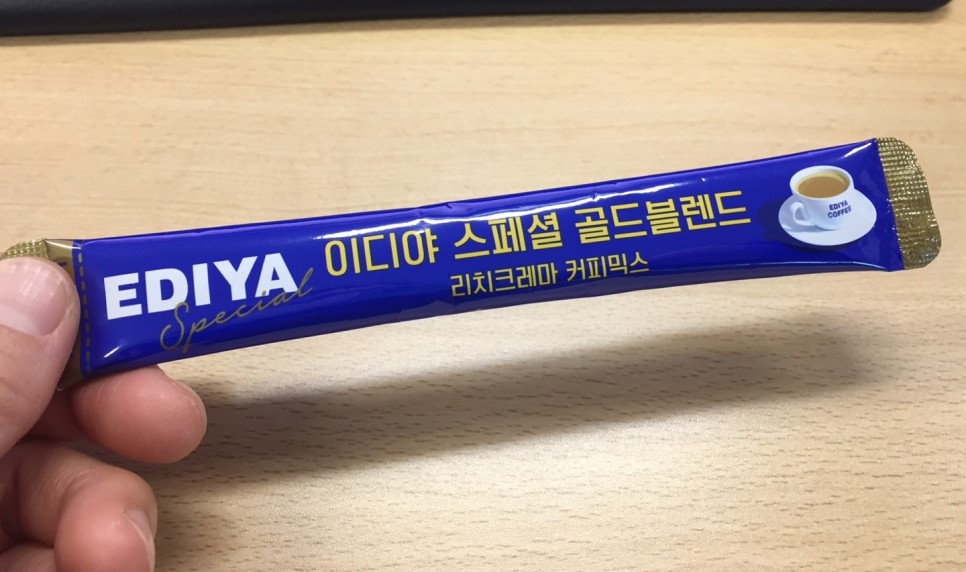 EDIYA
Special
이디야 스페셜 골드블렌드
리치크레마 커피믹스
EDIYA
COFFEE